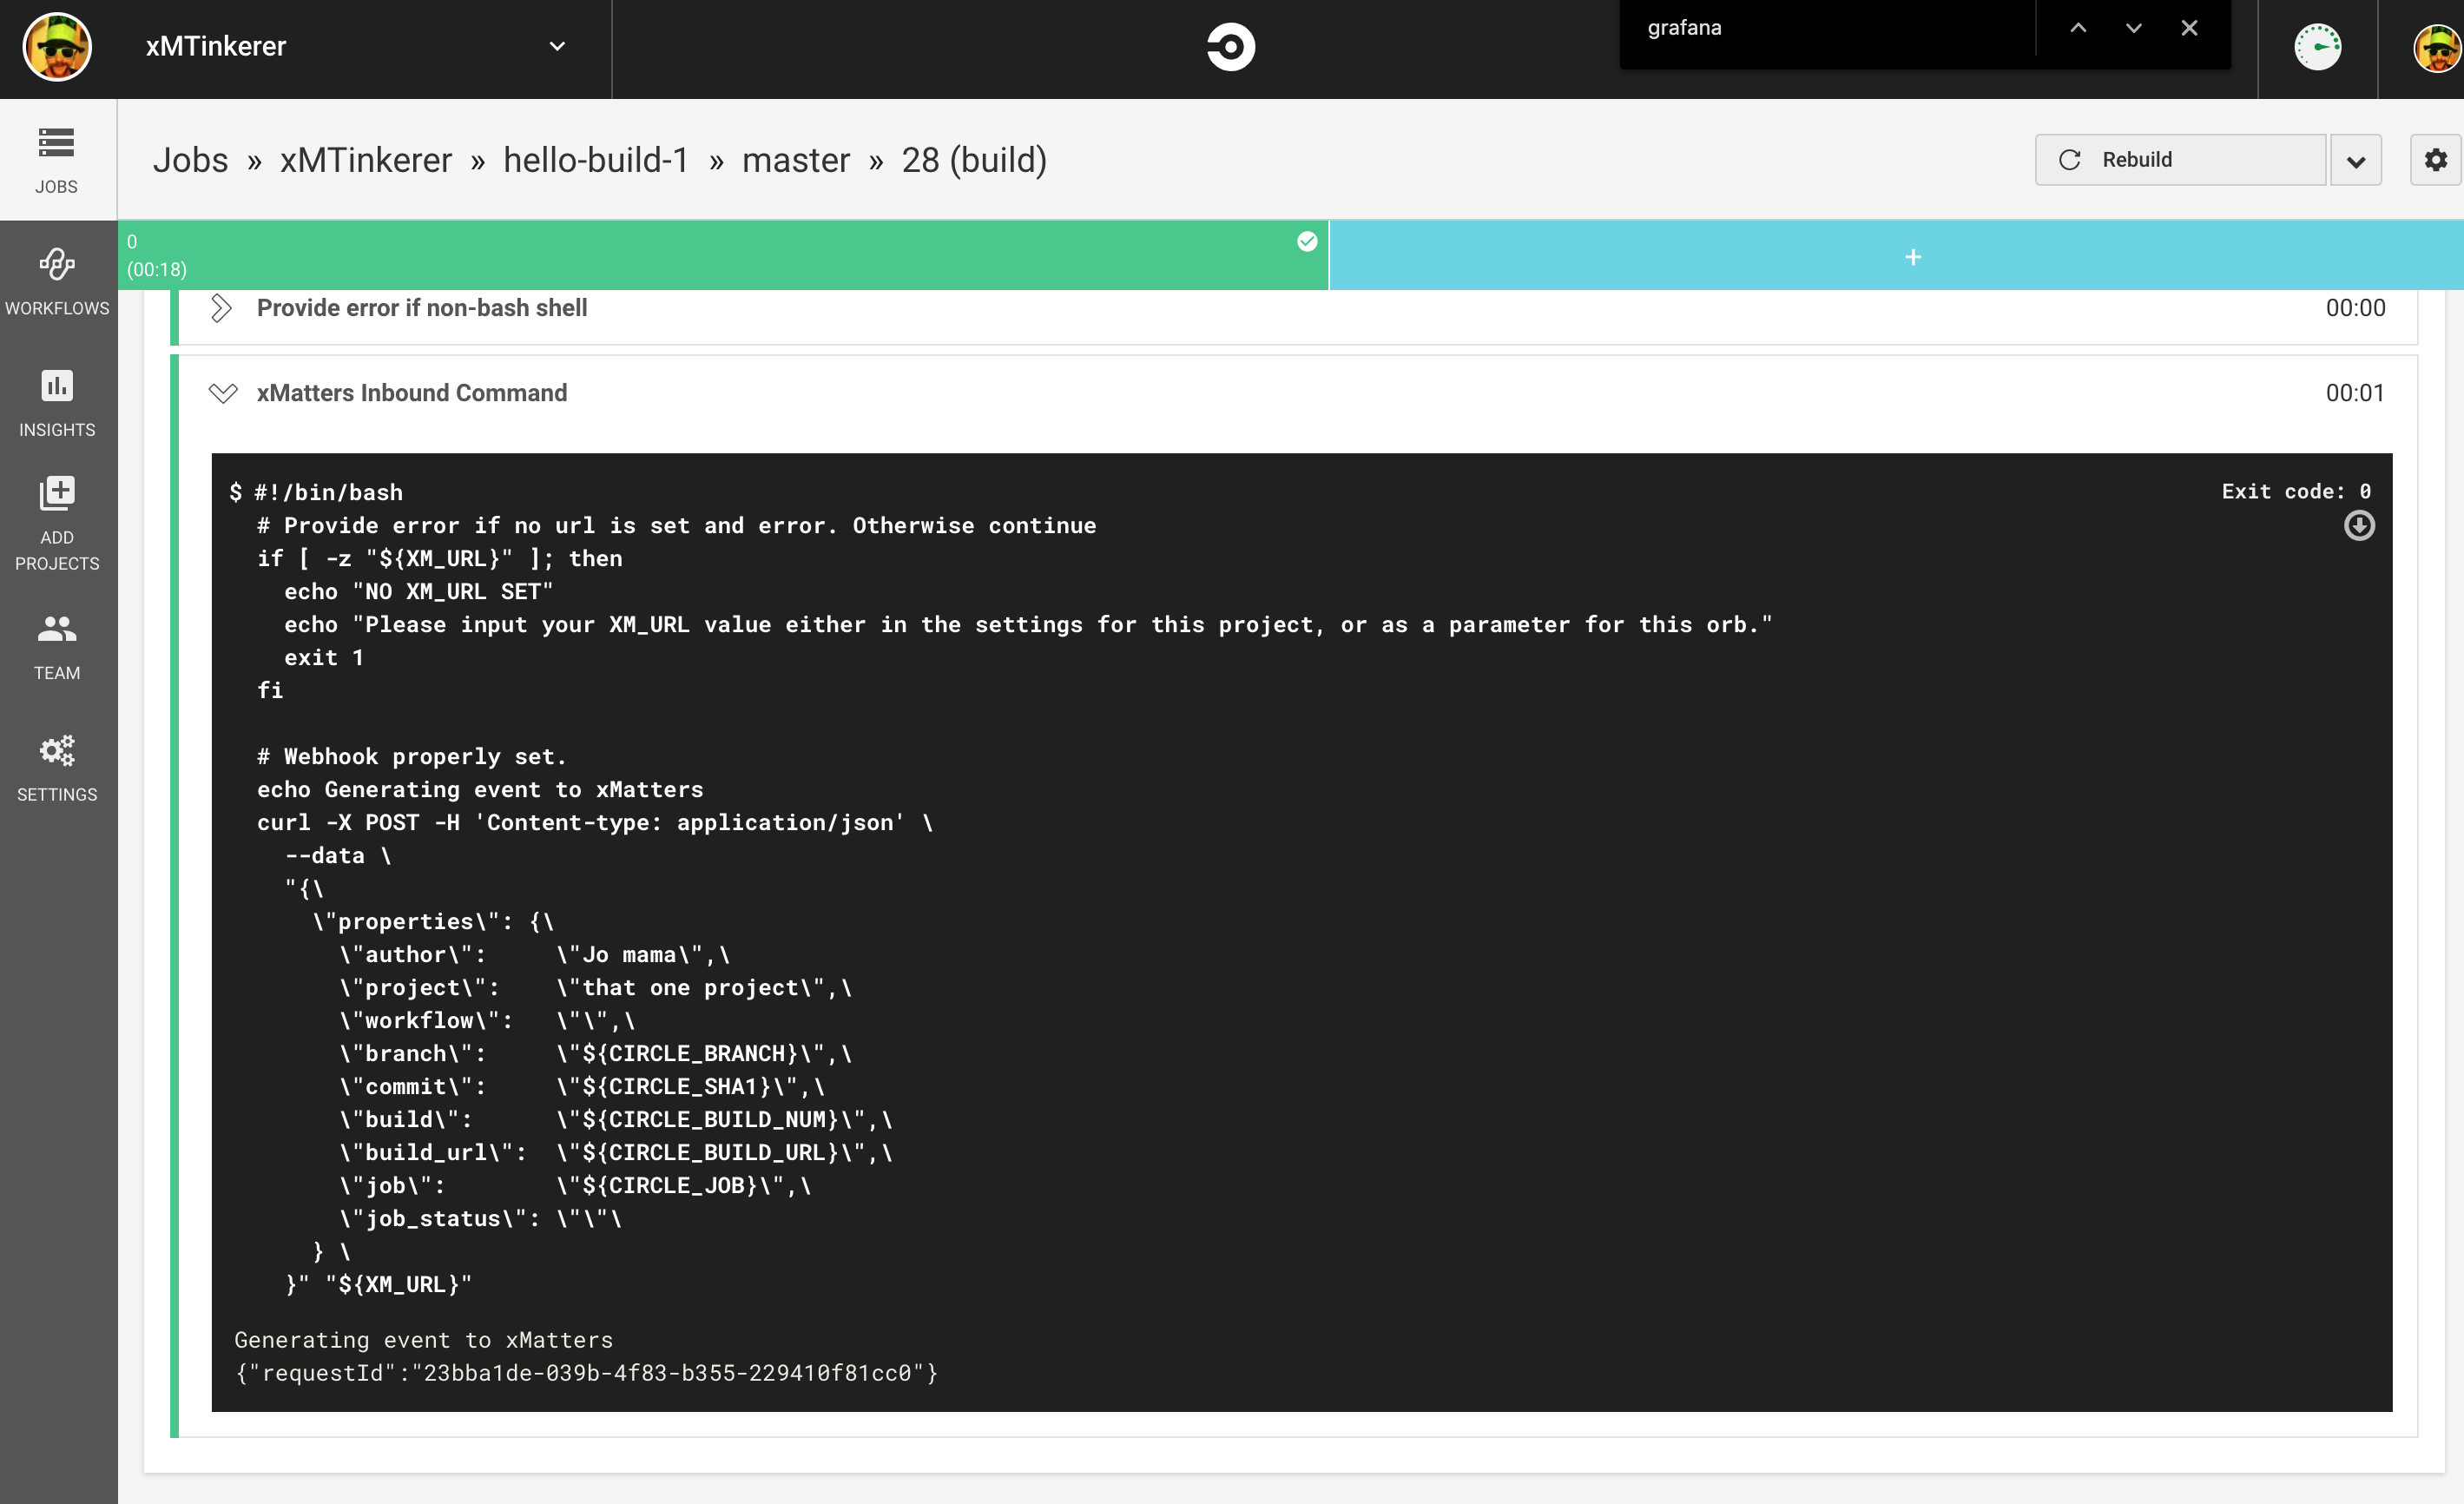 xMTinkerer
grafana
JOBS
WORKFLOWS
INSIGHTS
ADD
PROJECTS
TEAM
SETTINGS
Jobs » xMTinkerer » hello-build-1 » master » 28 (build)
Rebuild
0
(00:18)
+
Provide error if non-bash shell 00:00
xMatters Inbound Command 00:01
Exit code: 0
$ #!/bin/bash
# Provide error if no url is set and error. Otherwise continue
if [ -z "${XM_URL}" ]; then
echo "NO XM_URL SET"
echo "Please input your XM_URL value either in the settings for this project, or as a parameter for this orb."
exit 1
fi
# Webhook properly set.
echo Generating event to xMatters
curl -X POST -H 'Content-type: application/json' \
--data \
"{\
\"properties\": {\
\"author\": \"Jo mama\",\
\"project\": \"that one project\",\
\"workflow\": \"\",\
\"branch\": \"${CIRCLE_BRANCH}\",\
\"commit\": \"${CIRCLE_SHA1}\",\
\"build\": \"${CIRCLE_BUILD_NUM}\",\
\"build_url\": \"${CIRCLE_BUILD_URL}\",\
\"job\": \"${CIRCLE_JOB}\",\
\"job_status\": \"\"\
} \
}" "${XM_URL}"
Generating event to xMatters
{"requestId":"23bba1de-039b-4f83-b355-229410f81cc0"}